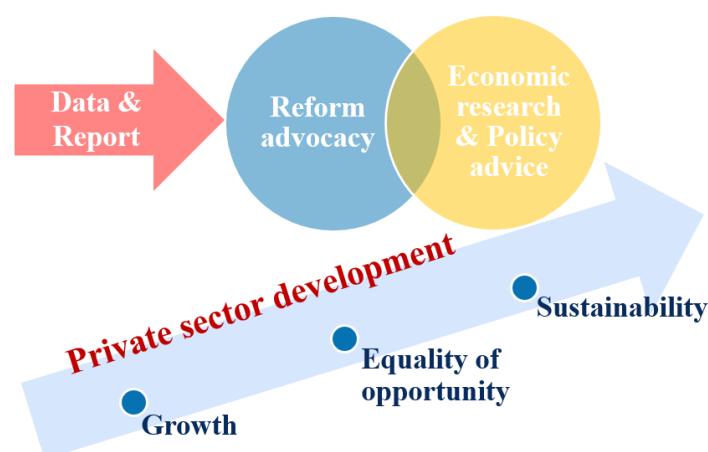 Data &
Report
Reform
advocacy
Economic
research
& Policy
advice
Private sector development
Sustainability
Equality of
opportunity
Growth